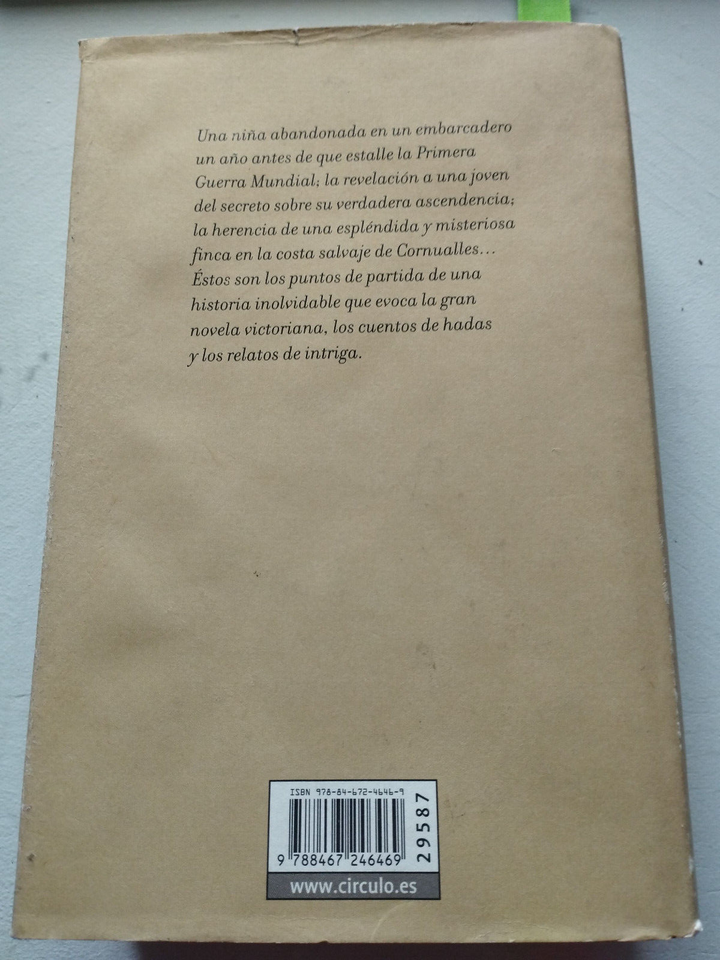 Una niña abandonada en un embarcadero
un año antes de que estalle la Primera
Guerra Mundial; la revelación a una joven
del secreto sobre su verdadera ascendencia;
la herencia de una espléndida y misteriosa
finca en la costa salvaje de Cornualles...
Éstos son los puntos de partida de una
historia inolvidable que evoca la gran
novela victoriana, los cuentos de hadas
y los relatos de intriga.
ISBN 978-84-672-4646-9
9 788467 246469
29587
www.circulo.es